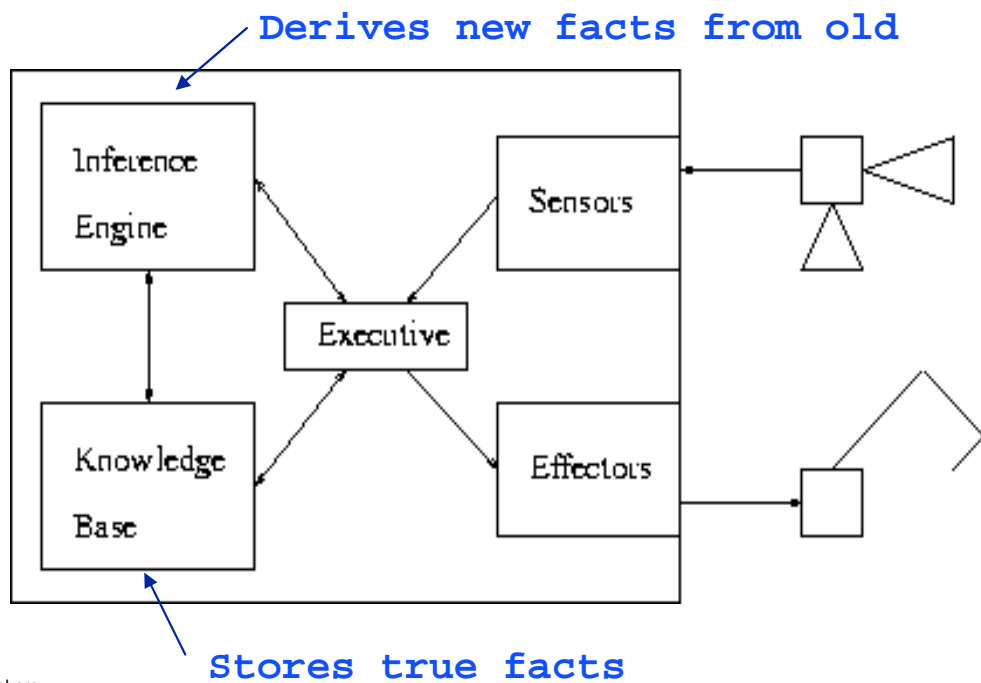 Derives new facts from old
Inference
Engine
Sensors
Executive
Knowledge
Base
Effectors
Stores true facts